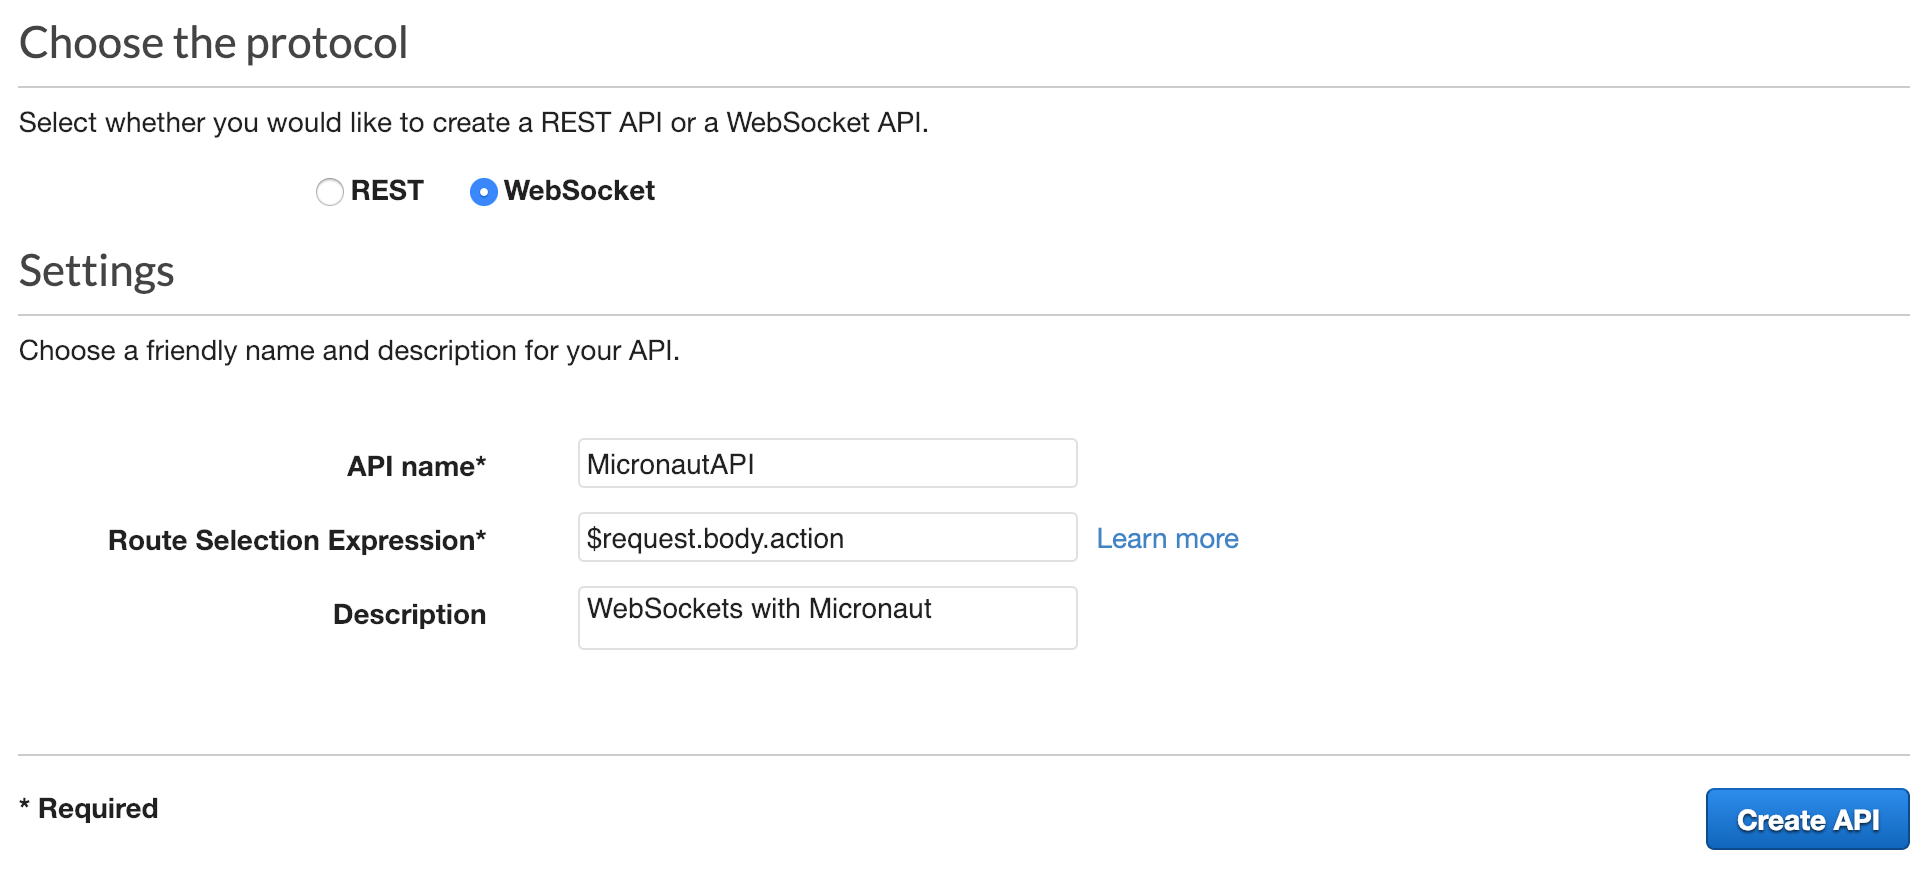 Choose the protocol
Select whether you would like to create a REST API or a WebSocket API.
REST WebSocket
Settings
Choose a friendly name and description for your API.
API name* MicronautAPI
Route Selection Expression* $request.body.action Learn more
Description WebSockets with Micronaut
* Required
Create API